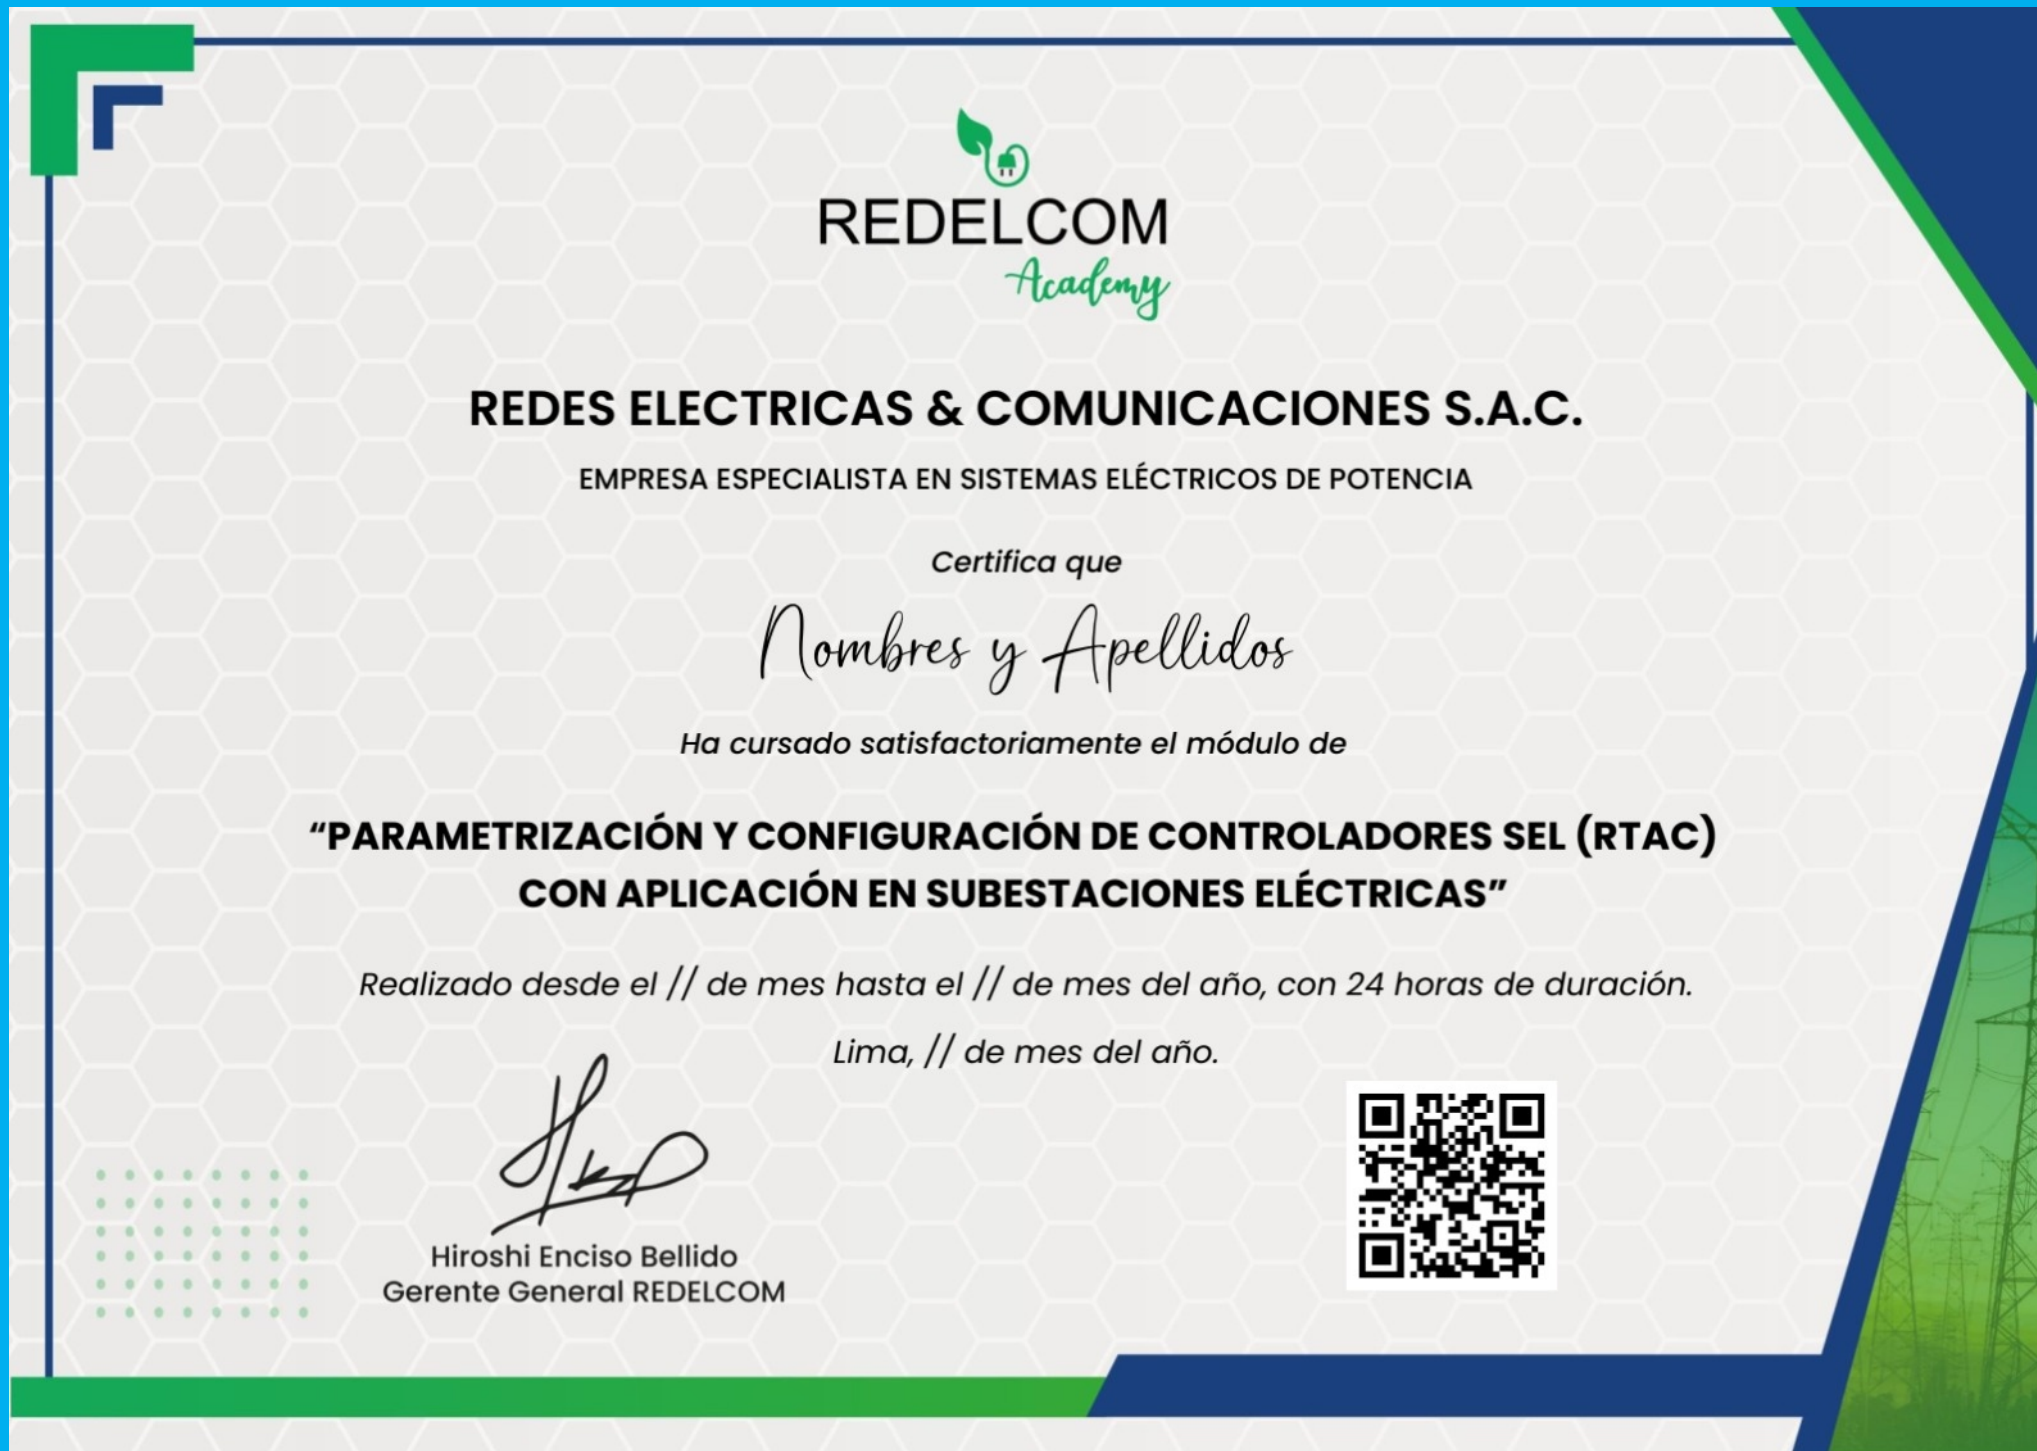 REDELCOM
Academy
REDES ELECTRICAS & COMUNICACIONES S.A.C.
EMPRESA ESPECIALISTA EN SISTEMAS ELÉCTRICOS DE POTENCIA
Certifica que
Nombres y Apellidos
Ha cursado satisfactoriamente el módulo de
“PARAMETRIZACIÓN Y CONFIGURACIÓN DE CONTROLADORES SEL (RTAC)
CON APLICACIÓN EN SUBESTACIONES ELÉCTRICAS”
Realizado desde el // de mes hasta el // de mes del año, con 24 horas de duración.
Lima, // de mes del año.
Hiroshi Enciso Bellido
Gerente General REDELCOM